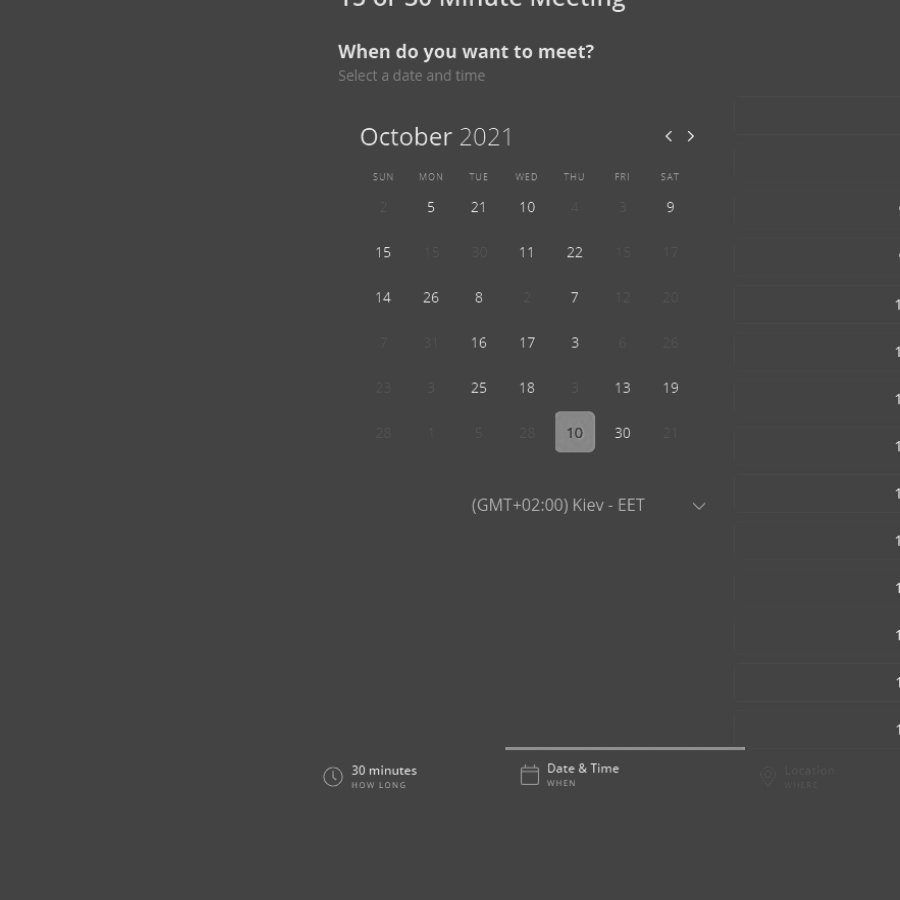 15 or 30 Minute Meeting
When do you want to meet?
Select a date and time
October 2021
SUN MON TUE WED THU FRI SAT
2 5 21 10 4 3 9
15 15 30 11 22 15 17
14 26 8 2 7 12 20
7 31 16 17 3 6 26
23 3 25 18 3 13 19
28 1 5 28 10 30 21
(GMT+02:00) Kiev - EET
30 minutes
HOW LONG
Date & Time
WHEN
Location
WHERE